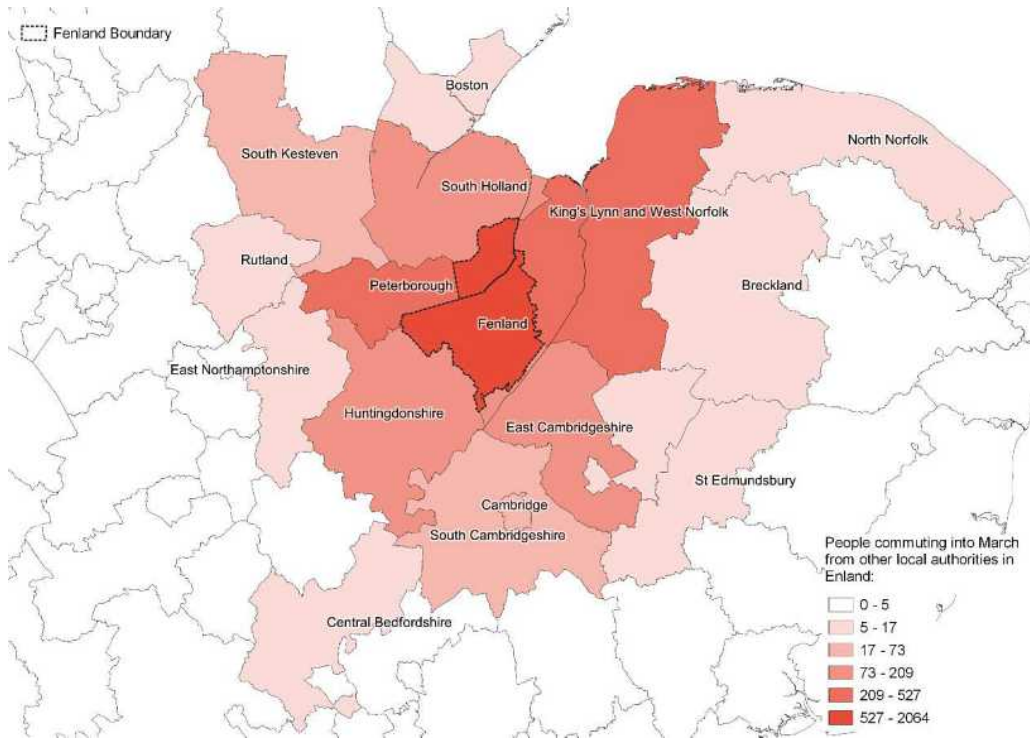 Fenland Boundary
Boston
North Norfolk
South Kesteven
South Holland
King's Lynn and West Norfolk
Rutland
Peterborough
Breckland
Fenland
East Northamptonshire
Huntingdonshire
East Cambridgeshire
St Edmundsbury
Cambridge
South Cambridgeshire
People commuting into March
from other local authorities in
Enland:
0 - 5
5 - 17
17 - 73
73 - 209
209 - 527
527 - 2064
Central Bedfordshire